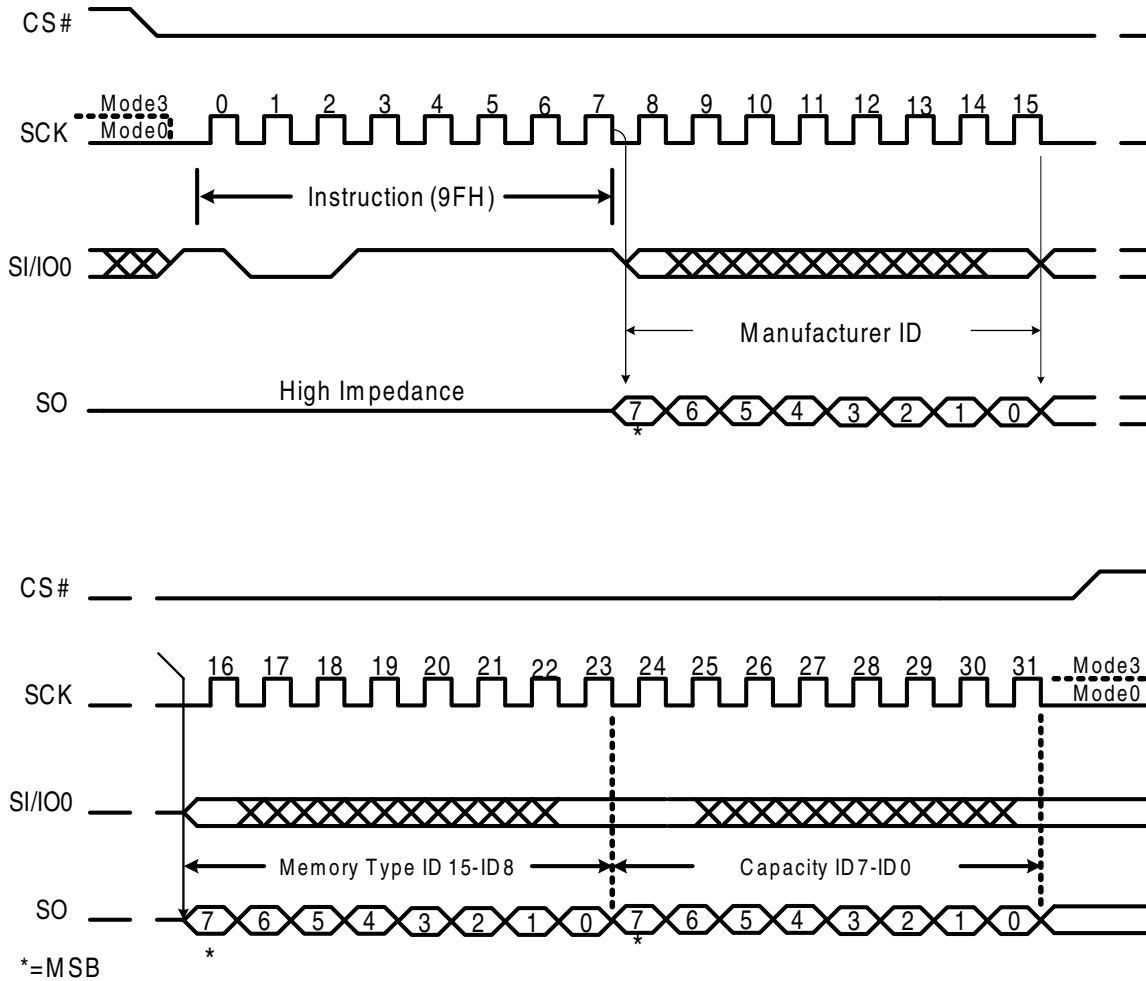 CS#
Mode3
SCK Mode0
0 1 2 3 4 5 6 7 8 9 10 11 12 13 14 15
Instruction (9FH)
SI/IO0
Manufacturer ID
High Impedance
SO
7 6 5 4 3 2 1 0
*
CS#
16 17 18 19 20 21 22 23 24 25 26 27 28 29 30 31
Mode3
SCK
Mode0
SI/IO0
Memory Type ID 15-ID8
Capacity ID7-ID0
SO
7 6 5 4 3 2 1 0 7 6 5 4 3 2 1 0
* *
*=MSB